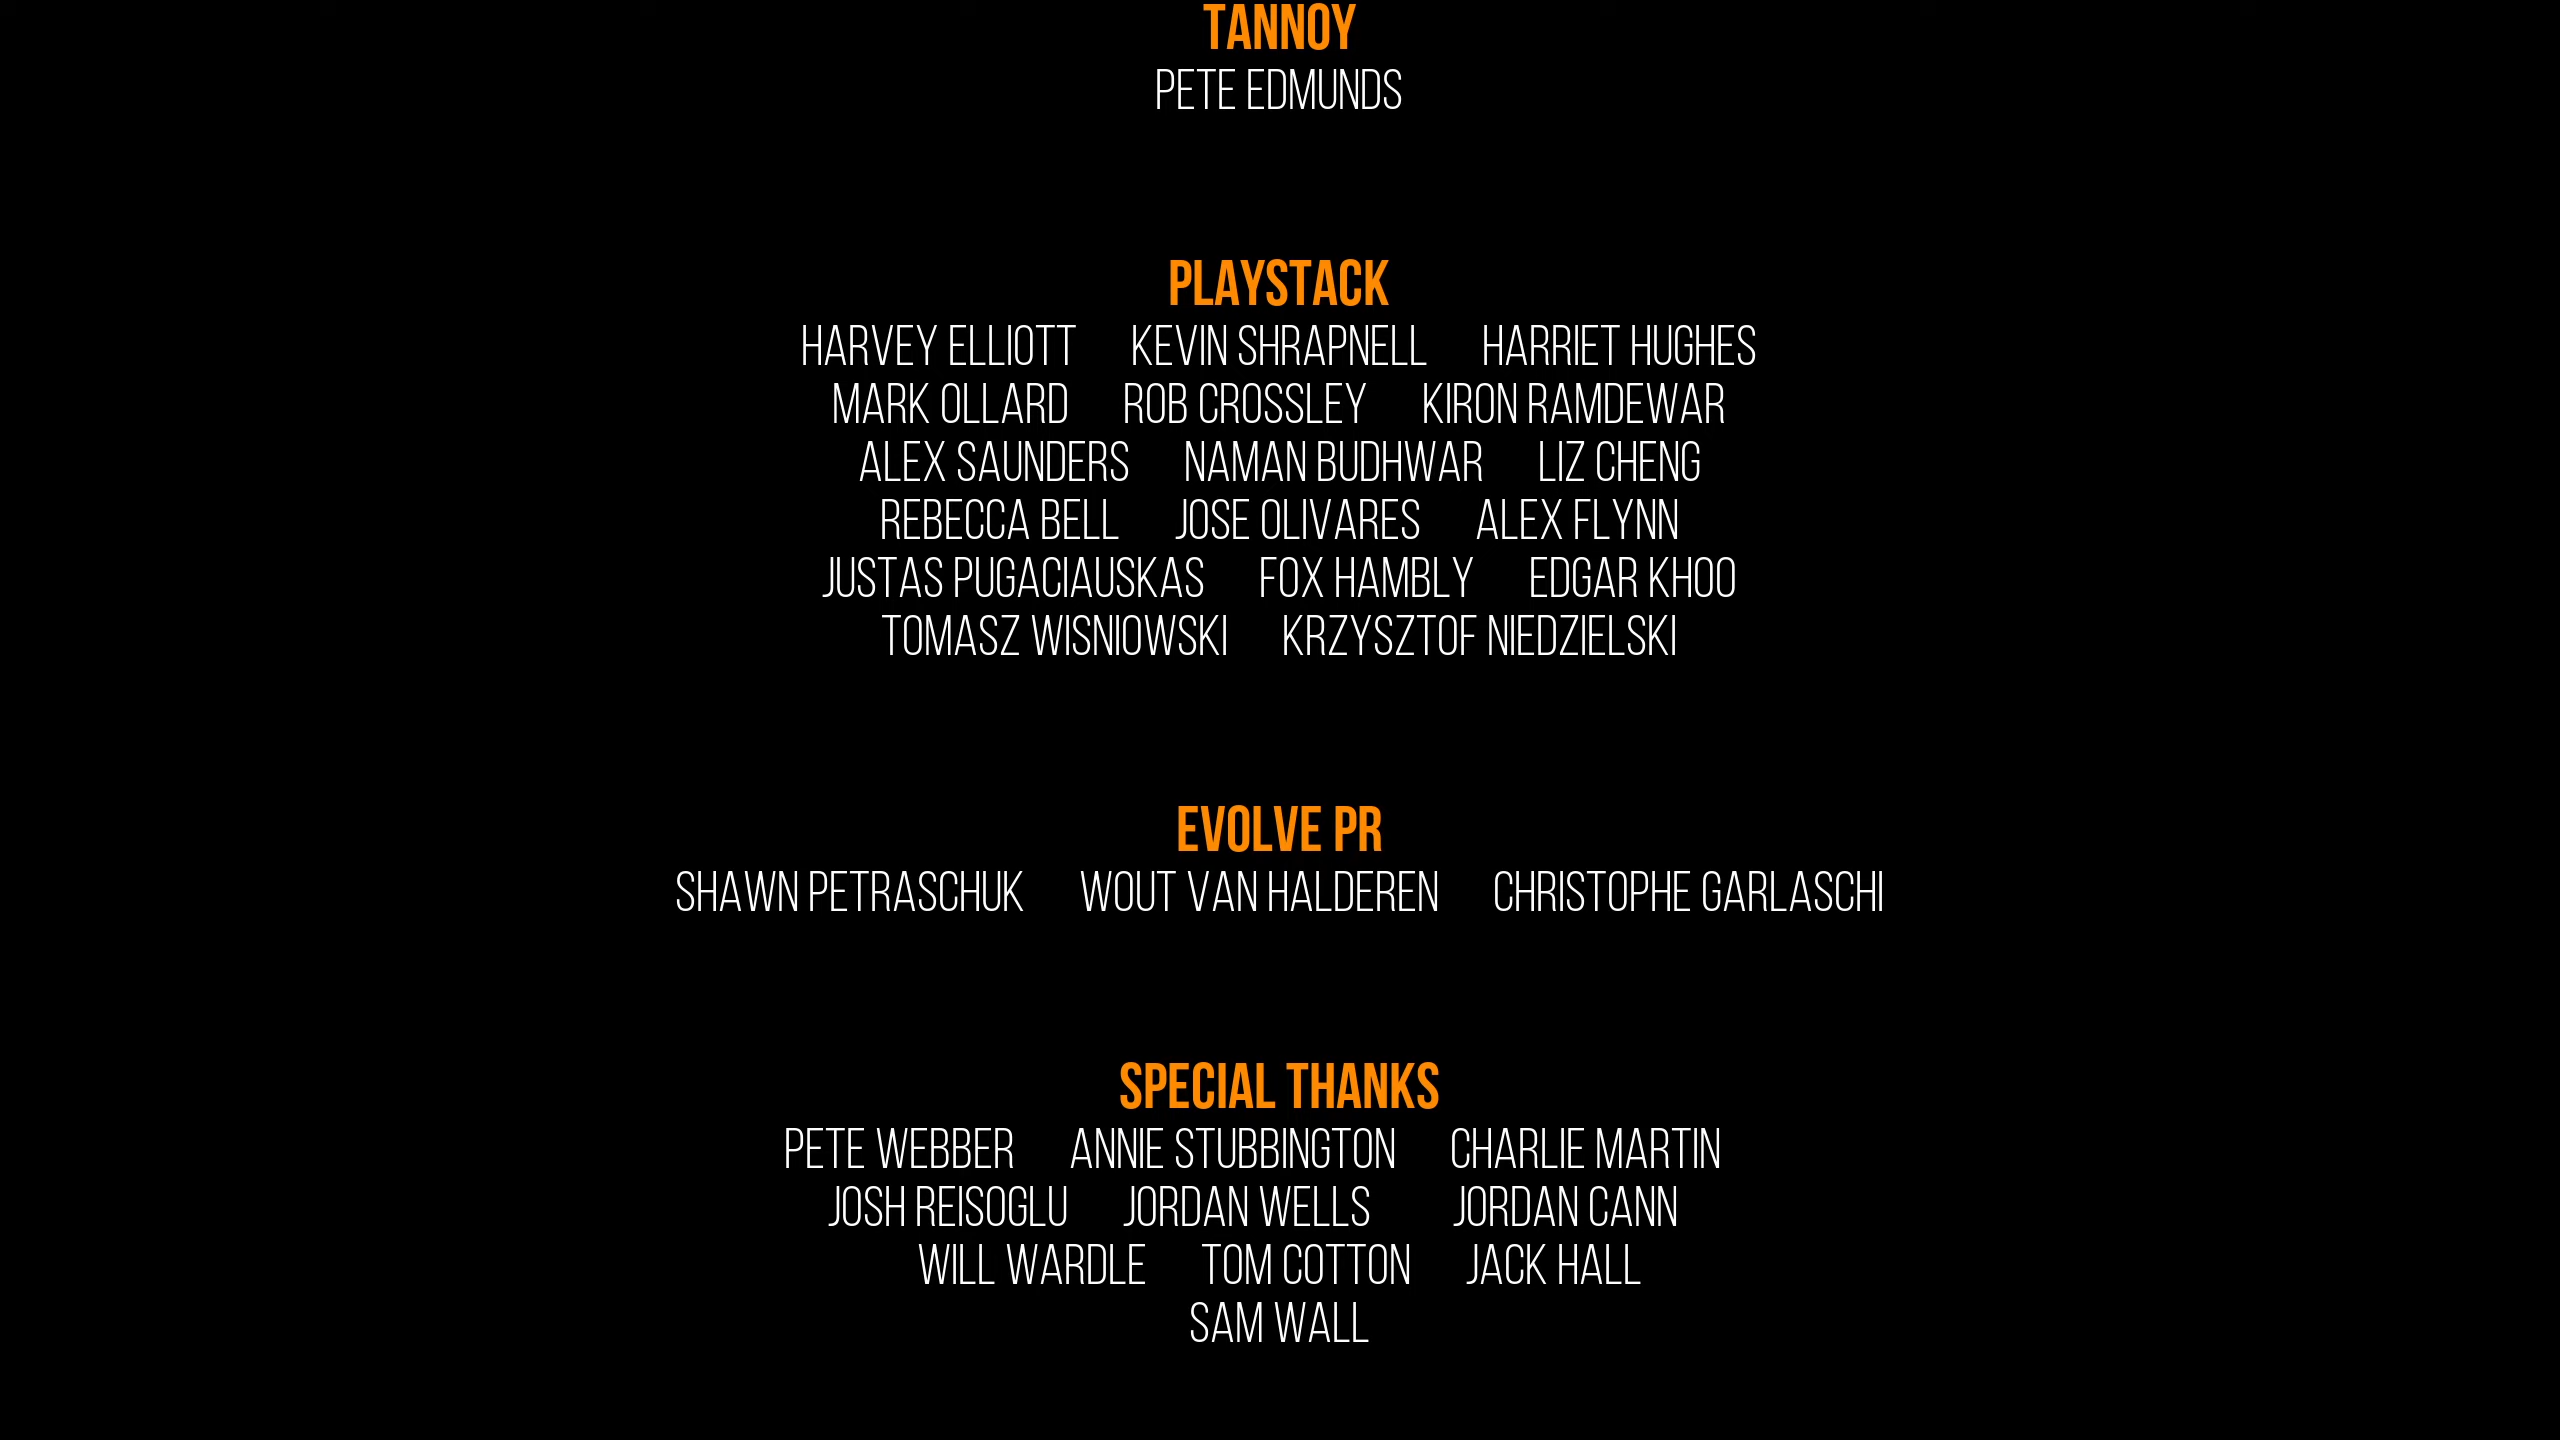 TANNOY
PETE EDMUNDS
PLAYSTACK
HARVEY ELLIOTT KEVIN SHRAPNELL HARRIET HUGHES
MARK OLLARD ROB CROSSLEY KIRON RAMDEWAR
ALEX SAUNDERS NAMAN BUDHWAR LIZ CHENG
REBECCA BELL JOSE OLIVARES ALEX FLYNN
JUSTAS PUGACIAUSKAS FOX HAMBLY EDGAR KHOO
TOMASZ WISNIOWSKI KRZYSZTOF NIEDZIELSKI
EVOLVE PR
SHAWN PETRASCHUK WOUT VAN HALDEREN CHRISTOPHE GARLASCHI
SPECIAL THANKS
PETE WEBBER ANNIE STUBBINGTON CHARLIE MARTIN
JOSH REISOGLU JORDAN WELLS JORDAN CANN
WILL WARDLE TOM COTTON JACK HALL
SAM WALL